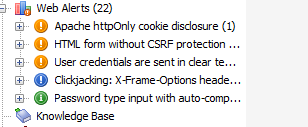 Web Alerts (22)
Apache httpOnly cookie disclosure (1)
HTML form without CSRF protection ...
User credentials are sent in clear te...
Clickjacking: X-Frame-Options heade...
Password type input with auto-comp...
Knowledge Base